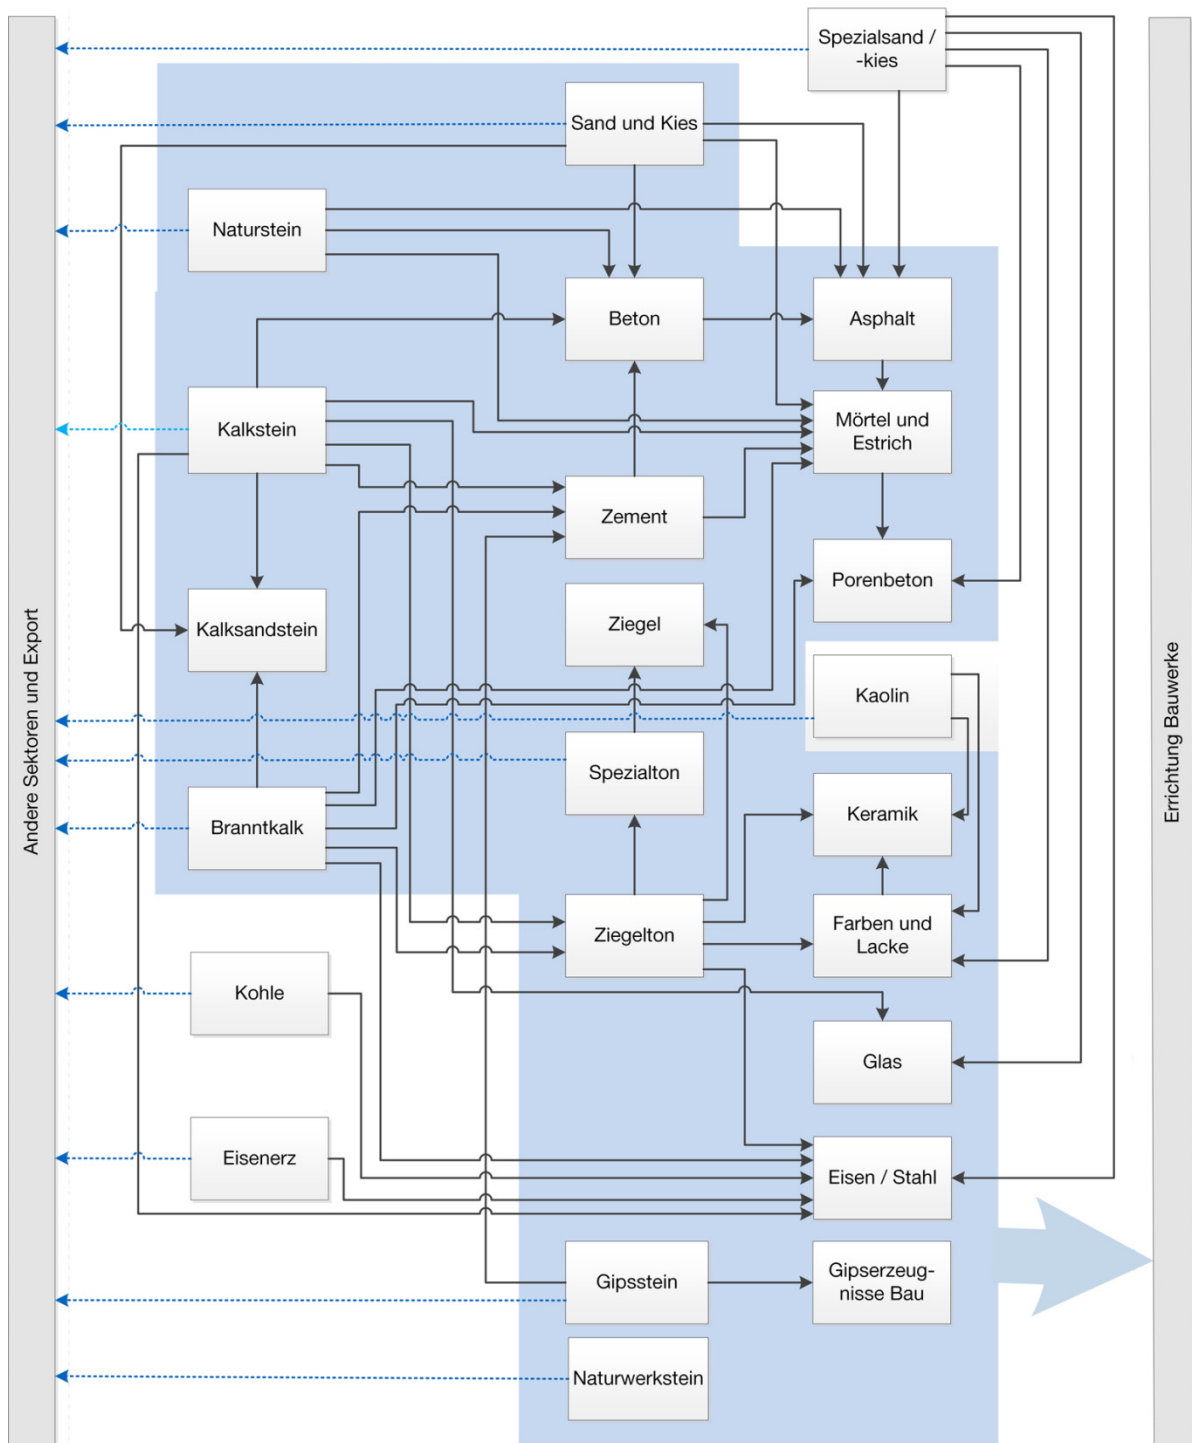 Spezialsand /
-kies
Sand und Kies
Naturstein
Beton
Asphalt
Kalkstein
Mörtel und
Estrich
Zement
Porenbeton
Kalksandstein
Ziegel
Kaolin
Spezialton
Branntkalk
Keramik
Ziegelton
Farben und
Lacke
Kohle
Glas
Eisenerz
Eisen / Stahl
Gipsstein
Gipserzeug-
nisse Bau
Naturwerkstein
Andere Sektoren und Export
Errichtung Bauwerke